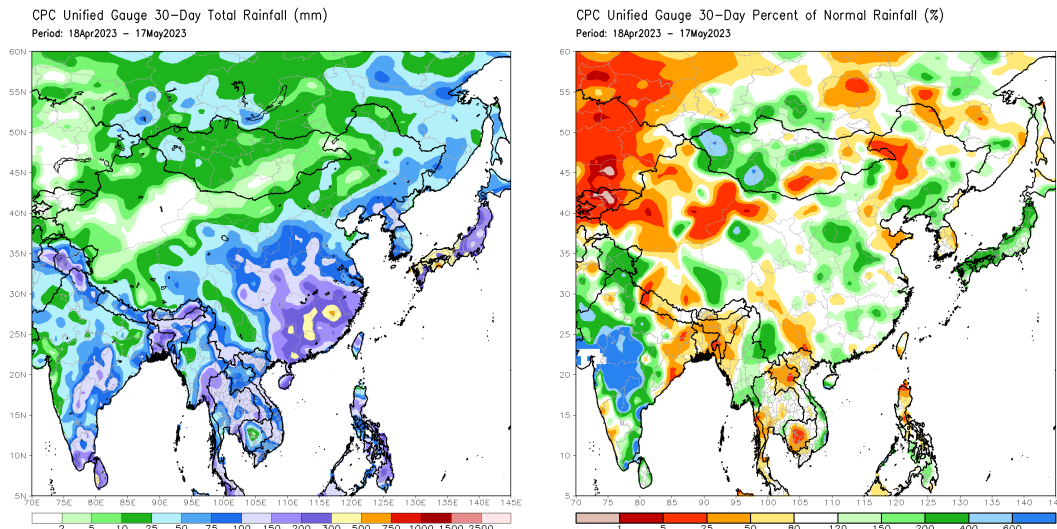 CPC Unified Gauge 30-Day Total Rainfall (mm)
Period: 18Apr2023 - 17May2023
60N
55N
50N
45N
40N
35N
30N
25N
20N
15N
10N
5N
70E 75E 80E 85E 90E 95E 100E 105E 110E 115E 120E 125E 130E 135E 140E 145E
2 5 10 25 50 100 150 200 300 500 750 1000 1500 2500
CPC Unified Gauge 30-Day Percent of Normal Rainfall (%)
Period: 18Apr2023 - 17May2023
60
55
50
45
40
35
30
25
20
15
10
5
70 75 80 85 90 95 100 105 110 115 120 125 130 135 140
5 25 50 80 120 150 200 400 600